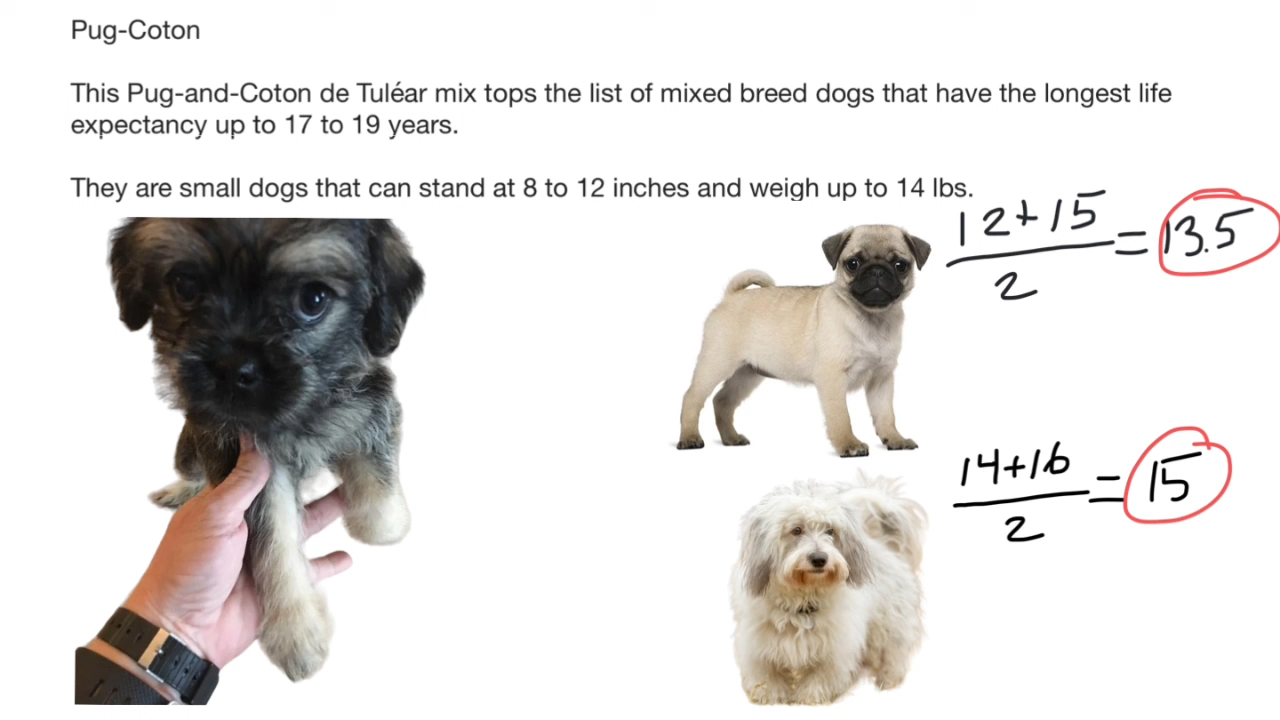 Pug-Coton
This Pug-and-Coton de Tuléar mix tops the list of mixed breed dogs that have the longest life
expectancy up to 17 to 19 years.
They are small dogs that can stand at 8 to 12 inches and weigh up to 14 lbs.
12+15
2
= 13.5
14+16
2
= 15